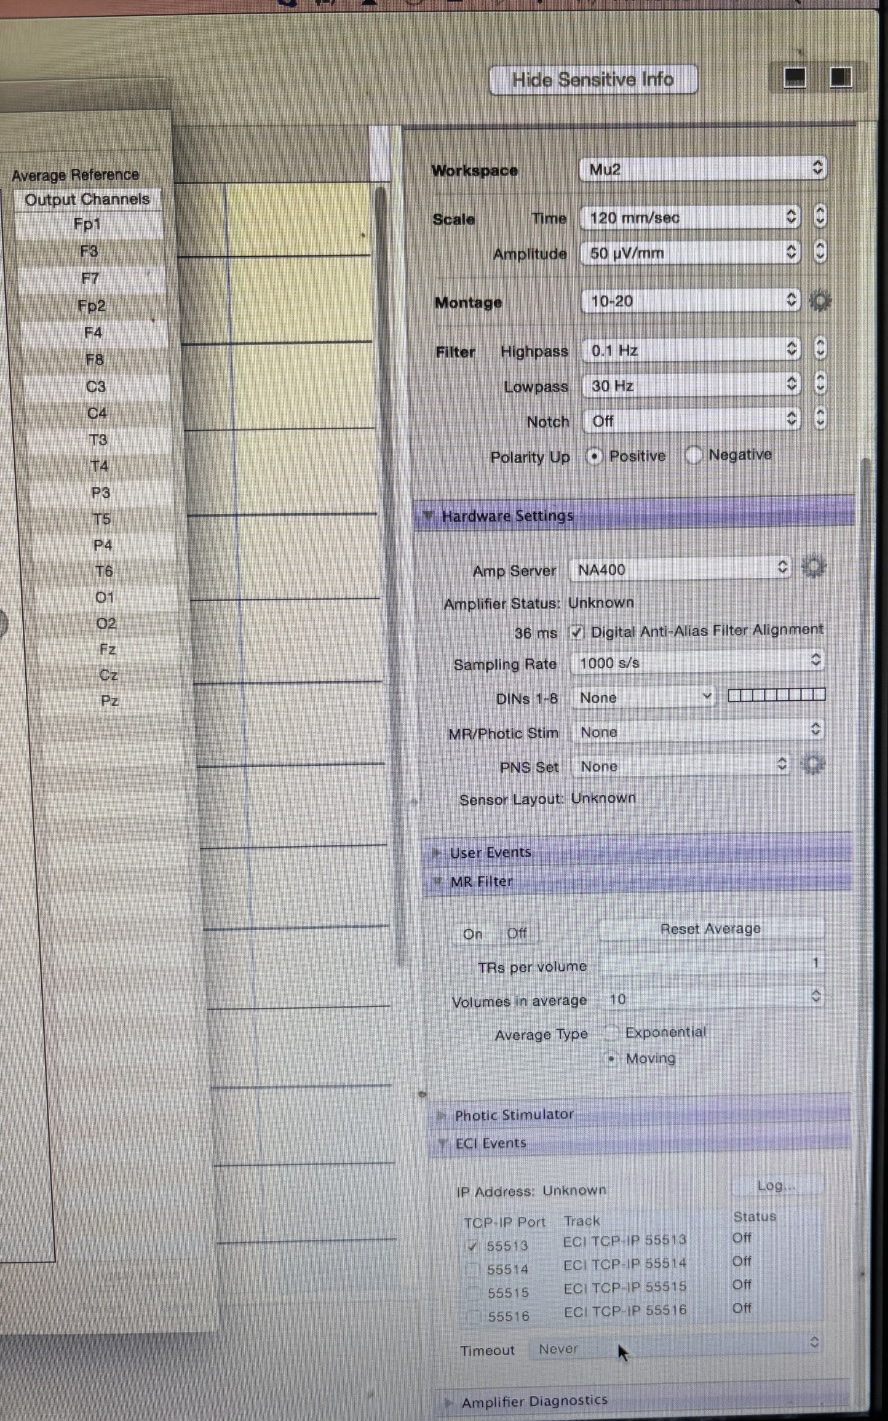 Hide Sensitive Info
Average Reference
Output Channels
Fp1
F3
F7
Fp2
F4
F8
C3
C4
T3
T4
P3
T5
P4
T6
O1
O2
Fz
Cz
Pz
Workspace Mu2
Scale Time 120 mm/sec
Amplitude 50 µV/mm
Montage 10-20
Filter Highpass 0.1 Hz
Lowpass 30 Hz
Notch Off
Polarity Up Positive Negative
Hardware Settings
Amp Server NA400
Amplifier Status: Unknown
36 ms Digital Anti-Alias Filter Alignment
Sampling Rate 1000 s/s
DINs 1-8 None
MR/Photic Stim None
PNS Set None
Sensor Layout: Unknown
User Events
MR Filter
On Off Reset Average
TRs per volume 1
Volumes in average 10
Average Type Exponential
Moving
Photic Stimulator
ECI Events
IP Address: Unknown Log...
TCP-IP Port Track Status
55513 ECI TCP-IP 55513 Off
55514 ECI TCP-IP 55514 Off
55515 ECI TCP-IP 55515 Off
55516 ECI TCP-IP 55516 Off
Timeout Never
Amplifier Diagnostics